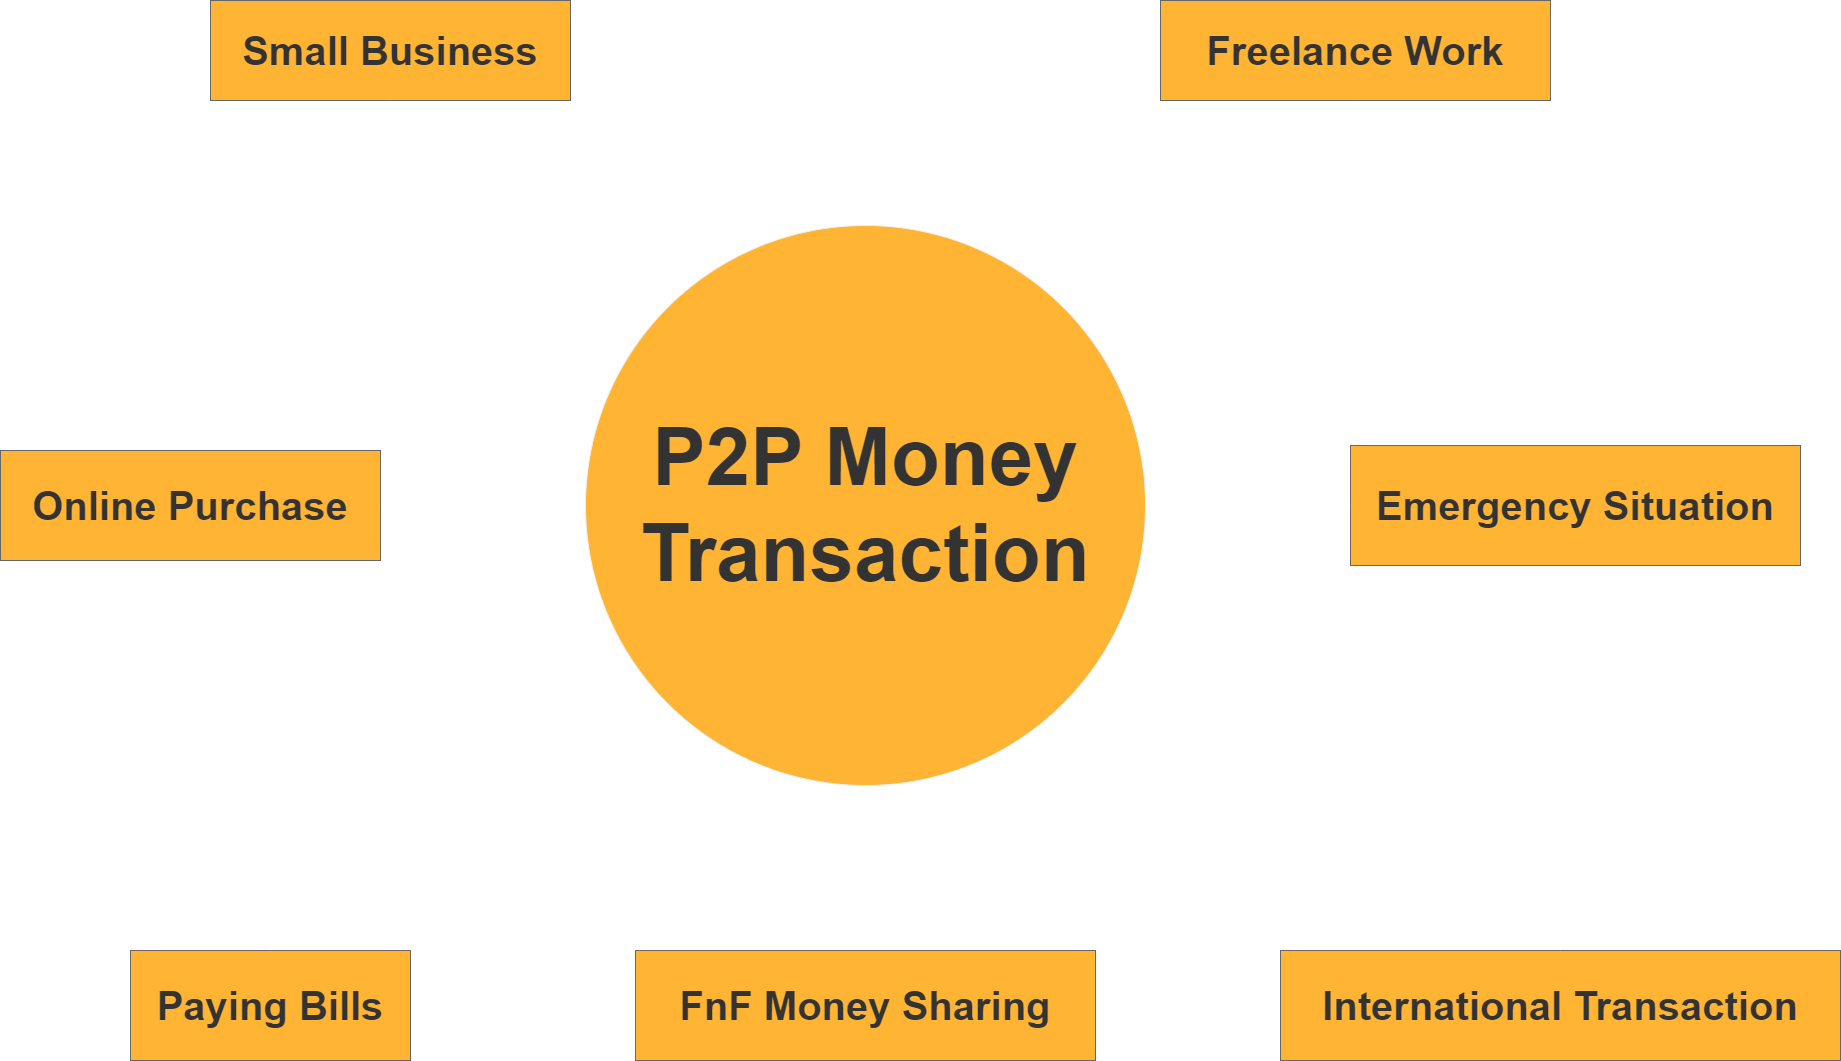 Small Business
Freelance Work
P2P Money
Transaction
Online Purchase
Emergency Situation
Paying Bills
FnF Money Sharing
International Transaction